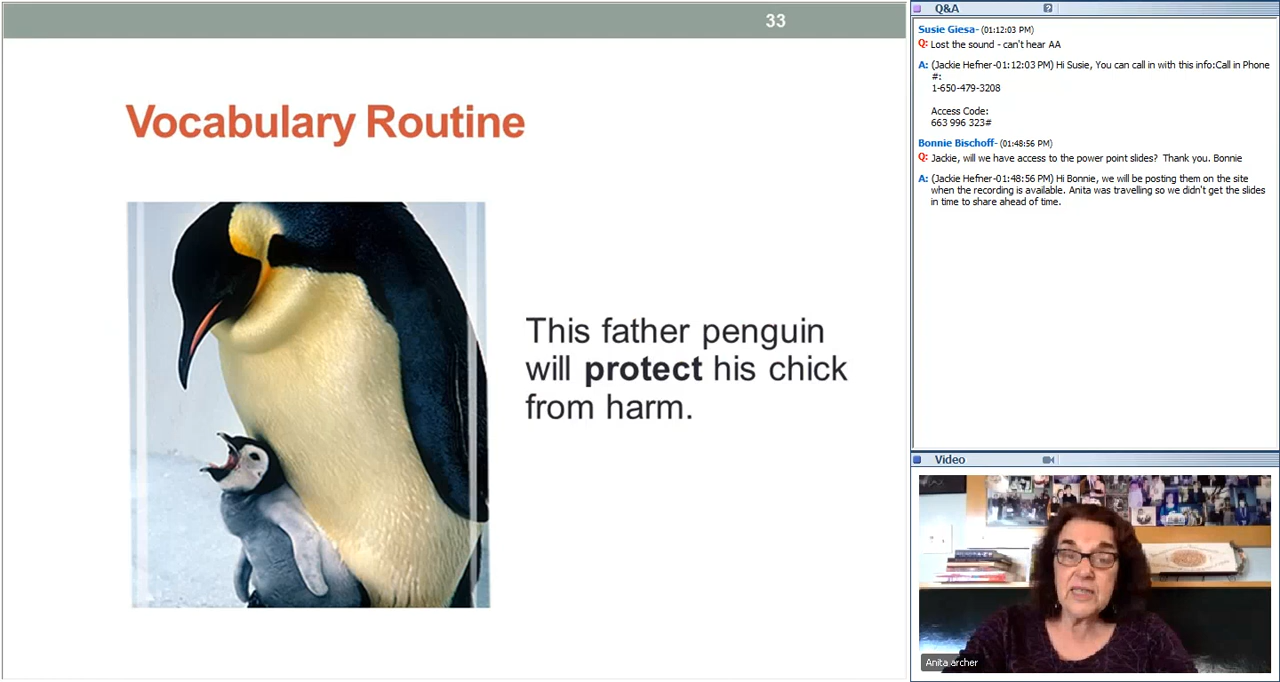 33
Vocabulary Routine
This father penguin
will protect his chick
from harm.
Q&A
Susie Giesa- (01:12:03 PM)
Q: Lost the sound - can't hear AA
A: (Jackie Hefner-01:12:03 PM) Hi Susie, You can call in with this info:Call in Phone
#:
1-650-479-3208
Access Code:
663 996 323#
Bonnie Bischoff- (01:48:56 PM)
Q: Jackie, will we have access to the power point slides?  Thank you. Bonnie
A: (Jackie Hefner-01:48:56 PM) Hi Bonnie, we will be posting them on the site
when the recording is available. Anita was travelling so we didn't get the slides
in time to share ahead of time.
Video
Anita archer